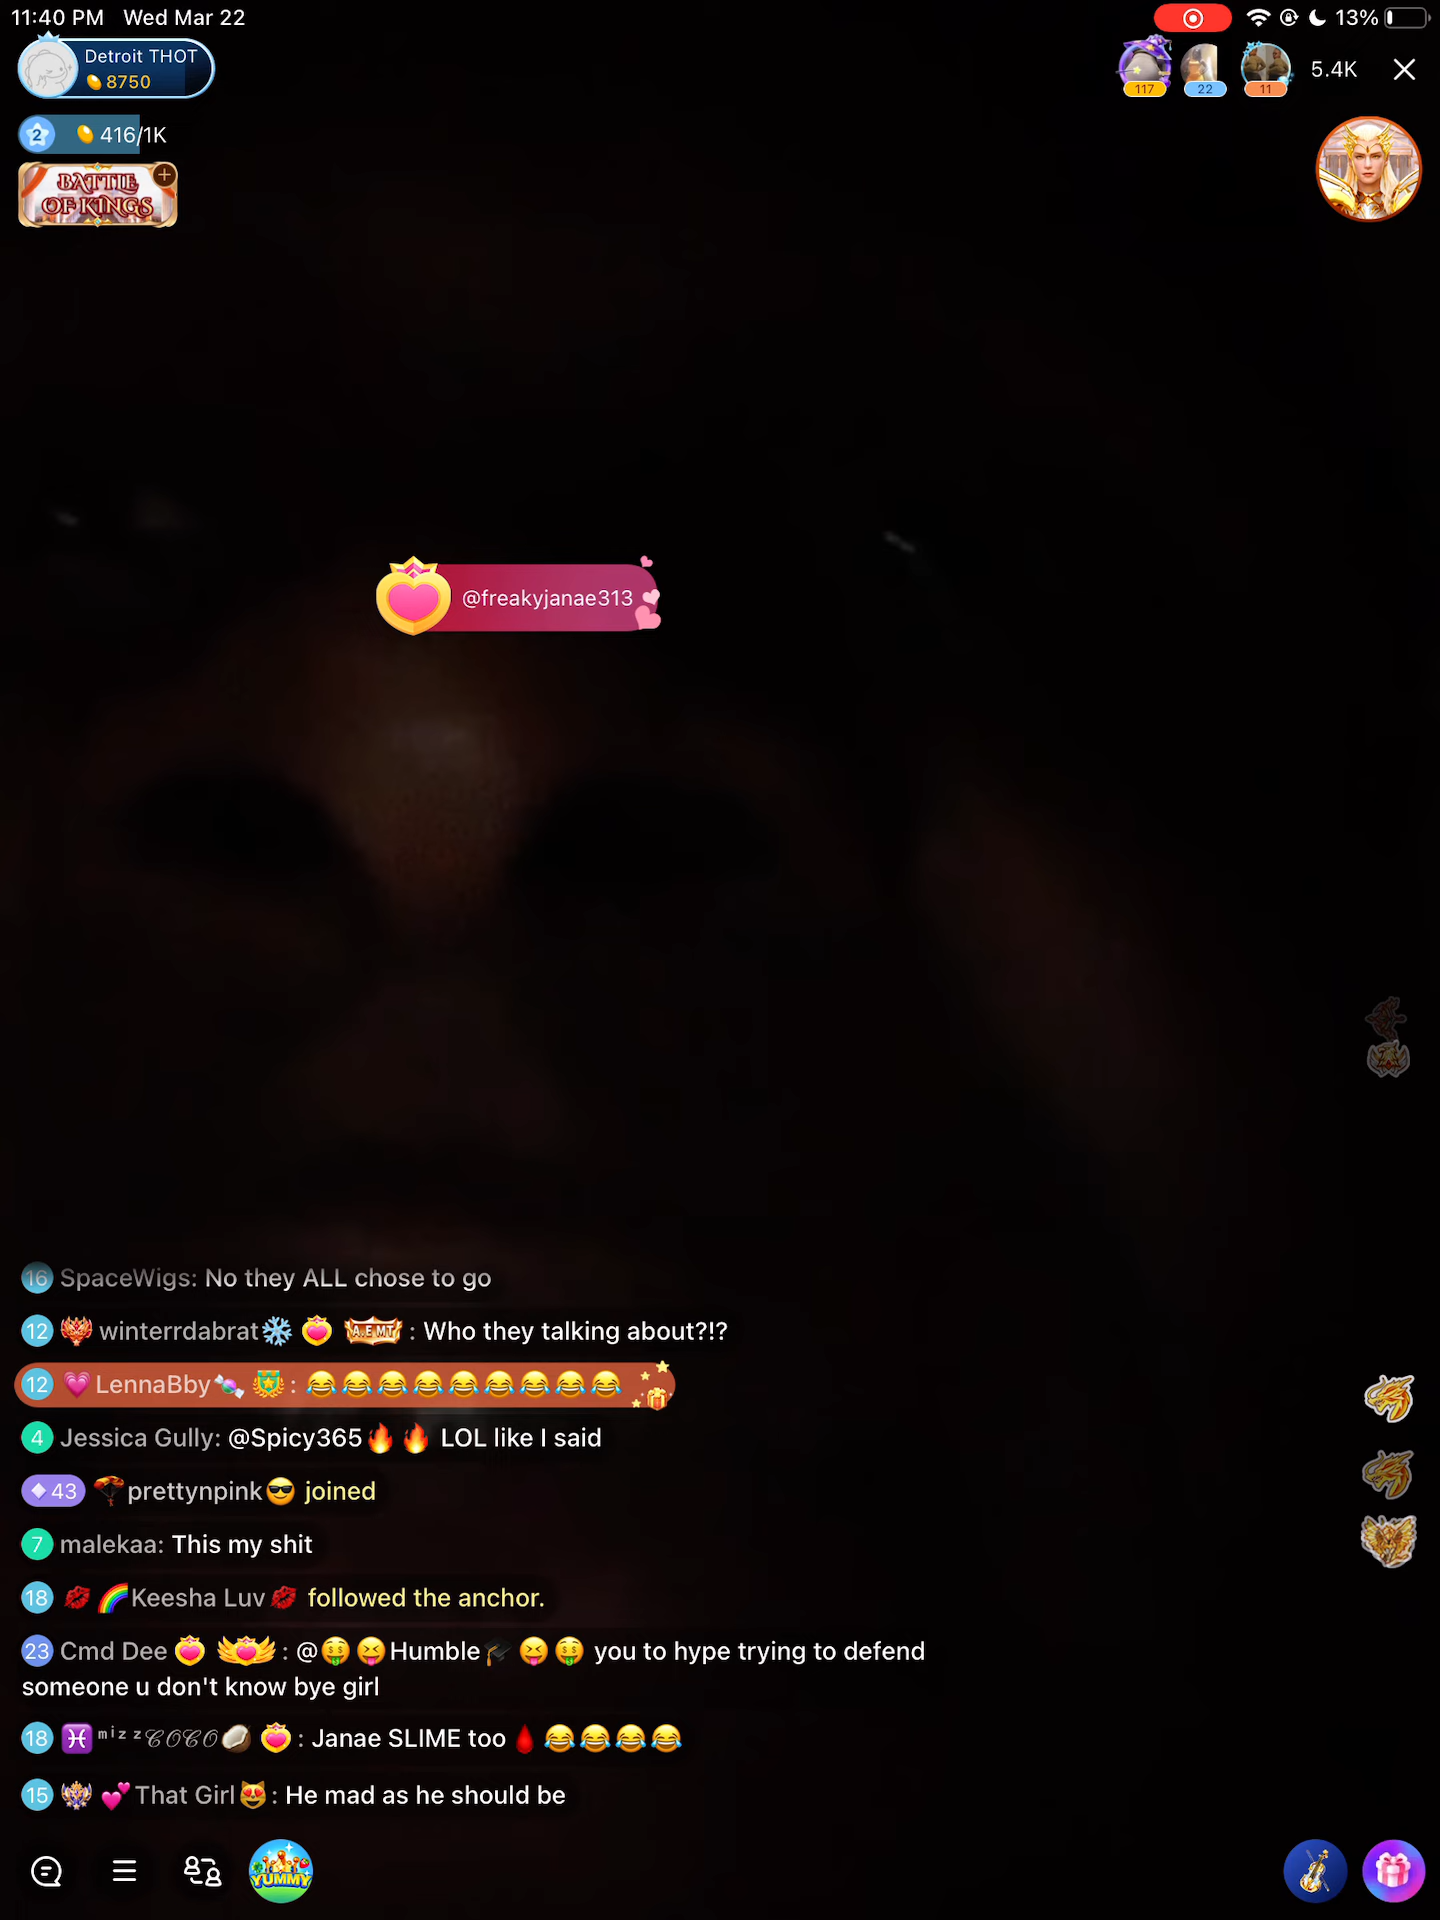 11:40 PM Wed Mar 22
13%
Detroit THOT
8750
117
22
11
5.4K
2 416/1K
BATTLE
OF KINGS
@freakyjanae313
16 SpaceWigs: No they ALL chose to go
12 winterrdabrat❄️ A.E MT : Who they talking about?!?
12 💗LennaBby🍬 : 😂😂😂😂😂😂😂😂😂
4 Jessica Gully: @Spicy365🔥🔥 LOL like I said
43 prettynpink😎 joined
7 malekaa: This my shit
18 💋🌈Keesha Luv💋 followed the anchor.
23 Cmd Dee : @🤑😝Humble🎓😝🤑 you to hype trying to defend
someone u don't know bye girl
18 ♓ᵐⁱᶻ ᶻ𝒞𝒪𝒞𝒪🥥 : Janae SLIME too🩸😂😂😂😂
15 💕That Girl😻: He mad as he should be
YUMMY